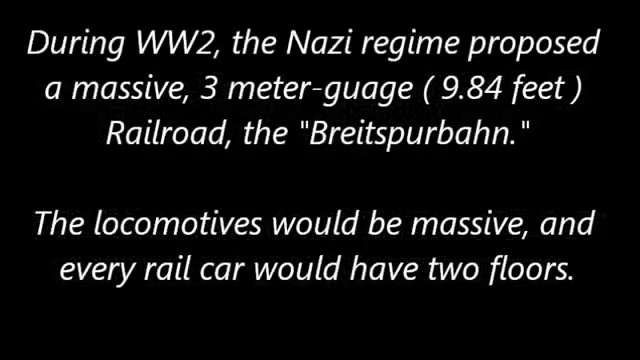 During WW2, the Nazi regime proposed
a massive, 3 meter-guage ( 9.84 feet )
Railroad, the "Breitspurbahn."
The locomotives would be massive, and
every rail car would have two floors.